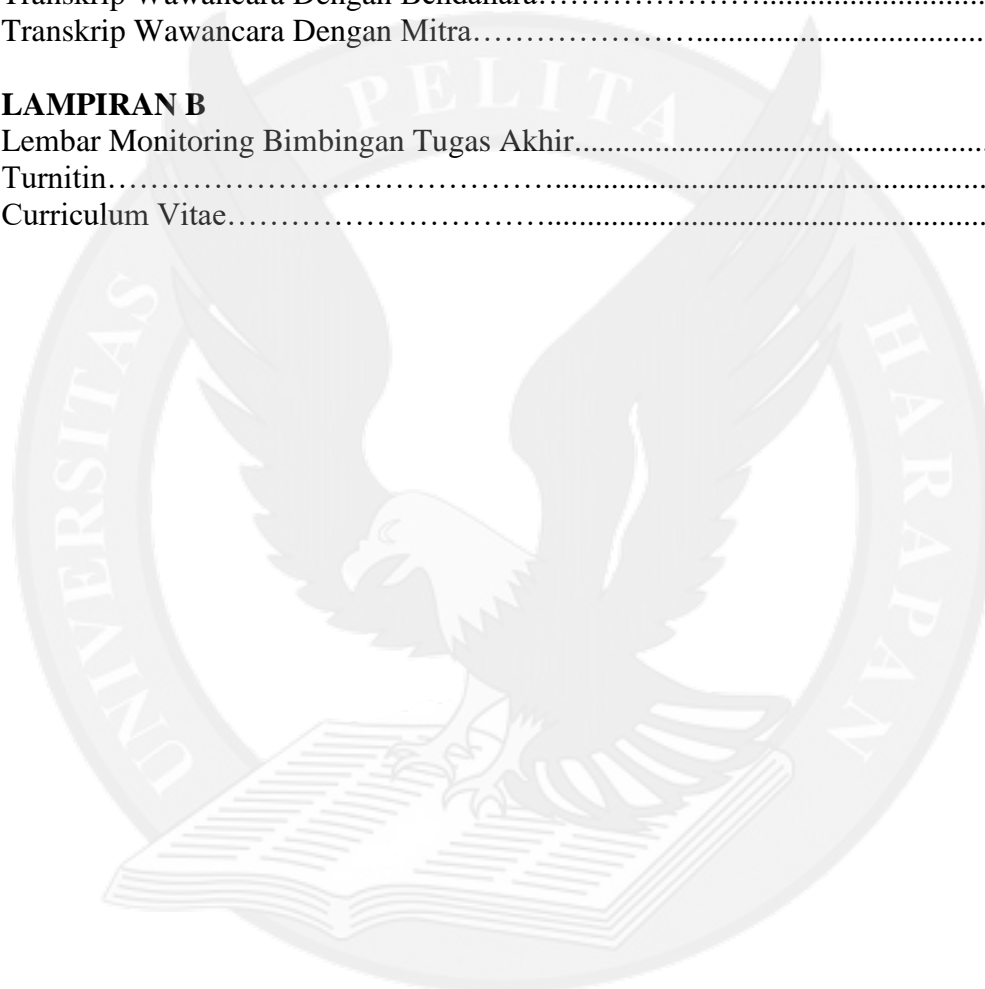 Transkrip Wawancara Dengan Bendahara…………………......................................
Transkrip Wawancara Dengan Mitra…………………......................................
LAMPIRAN B
Lembar Monitoring Bimbingan Tugas Akhir......................................................
Turnitin…………………………………….......................................................
Curriculum Vitae…………………………........................................................
UNIVERSITAS PELITA HARAPAN